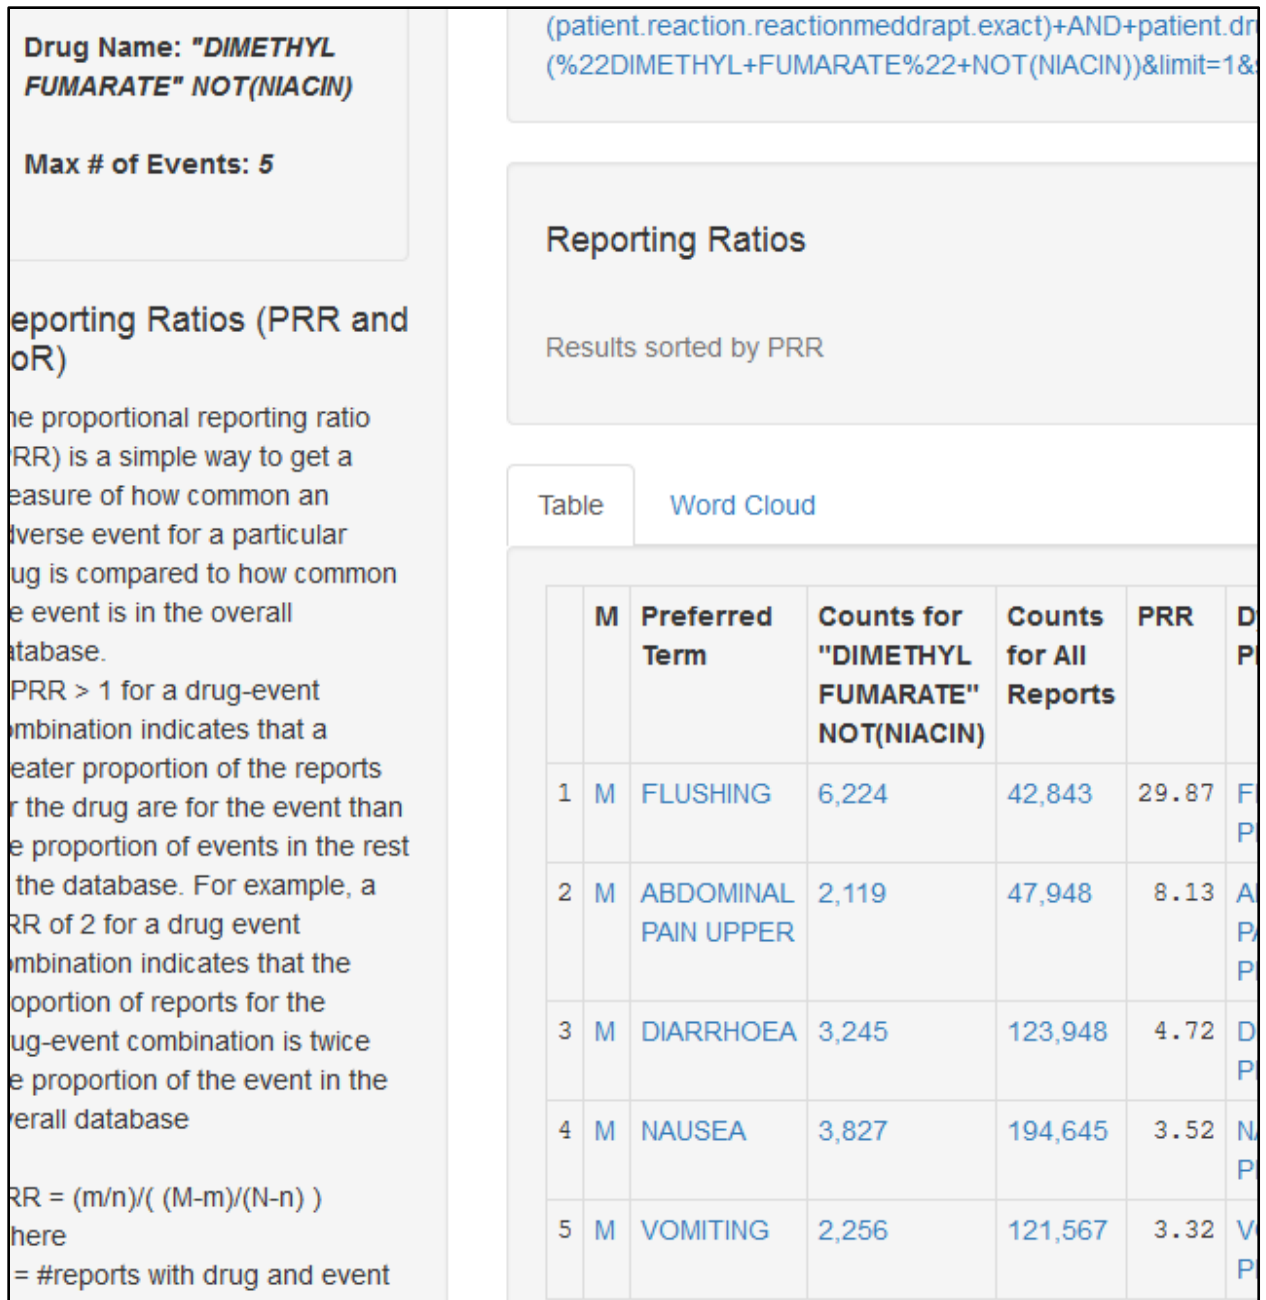 Drug Name: "DIMETHYL
FUMARATE" NOT(NIACIN)
Max # of Events: 5
eporting Ratios (PRR and
oR)
he proportional reporting ratio
PRR) is a simple way to get a
easure of how common an
dverse event for a particular
ug is compared to how common
e event is in the overall
atabase.
PRR > 1 for a drug-event
ombination indicates that a
eater proportion of the reports
r the drug are for the event than
e proportion of events in the rest
the database. For example, a
RR of 2 for a drug event
ombination indicates that the
oportion of reports for the
ug-event combination is twice
e proportion of the event in the
verall database
RR = (m/n)/( (M-m)/(N-n) )
here
= #reports with drug and event
(patient.reaction.reactionmeddrapt.exact)+AND+patient.dru
(%22DIMETHYL+FUMARATE%22+NOT(NIACIN))&limit=1&s
Reporting Ratios
Results sorted by PRR
Table Word Cloud
M Preferred Term Counts for "DIMETHYL FUMARATE" NOT(NIACIN) Counts for All Reports PRR
1 M FLUSHING 6,224 42,843 29.87
2 M ABDOMINAL PAIN UPPER 2,119 47,948 8.13
3 M DIARRHOEA 3,245 123,948 4.72
4 M NAUSEA 3,827 194,645 3.52
5 M VOMITING 2,256 121,567 3.32